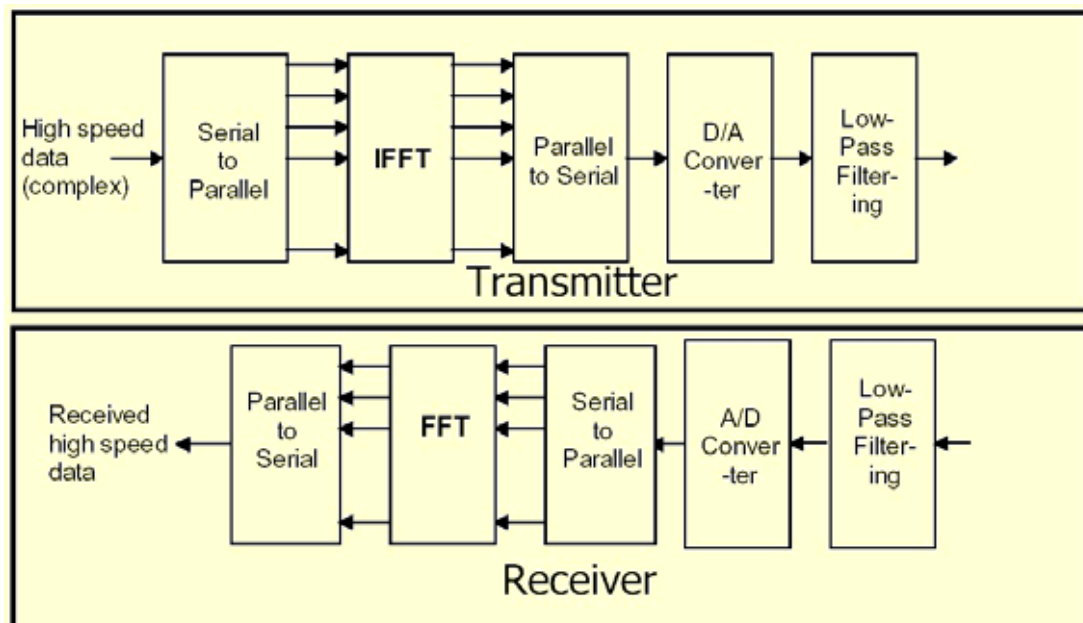 High speed
data
(complex)
Serial
to
Parallel
IFFT
Parallel
to Serial
D/A
Conver
-ter
Low-
Pass
Filter-
ing
Transmitter
Received
high speed
data
Parallel
to
Serial
FFT
Serial
to
Parallel
A/D
Conver
-ter
Low-
Pass
Filter-
ing
Receiver